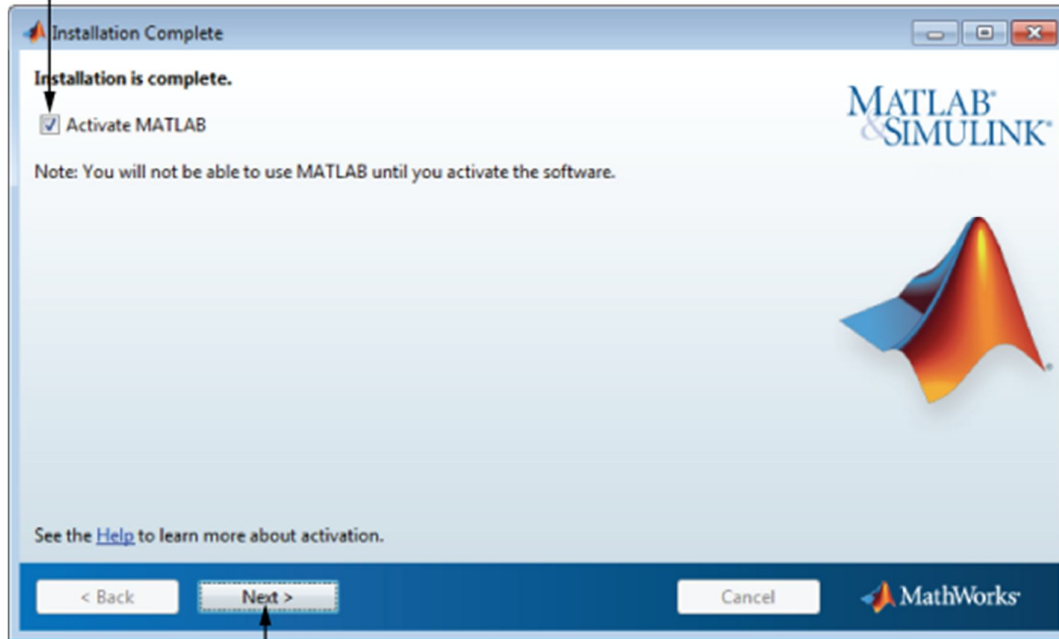 Installation Complete
Installation is complete.
MATLAB®
&SIMULINK®
Activate MATLAB
Note: You will not be able to use MATLAB until you activate the software.
®
See the Help to learn more about activation.
< Back
Next >
Cancel
MathWorks®